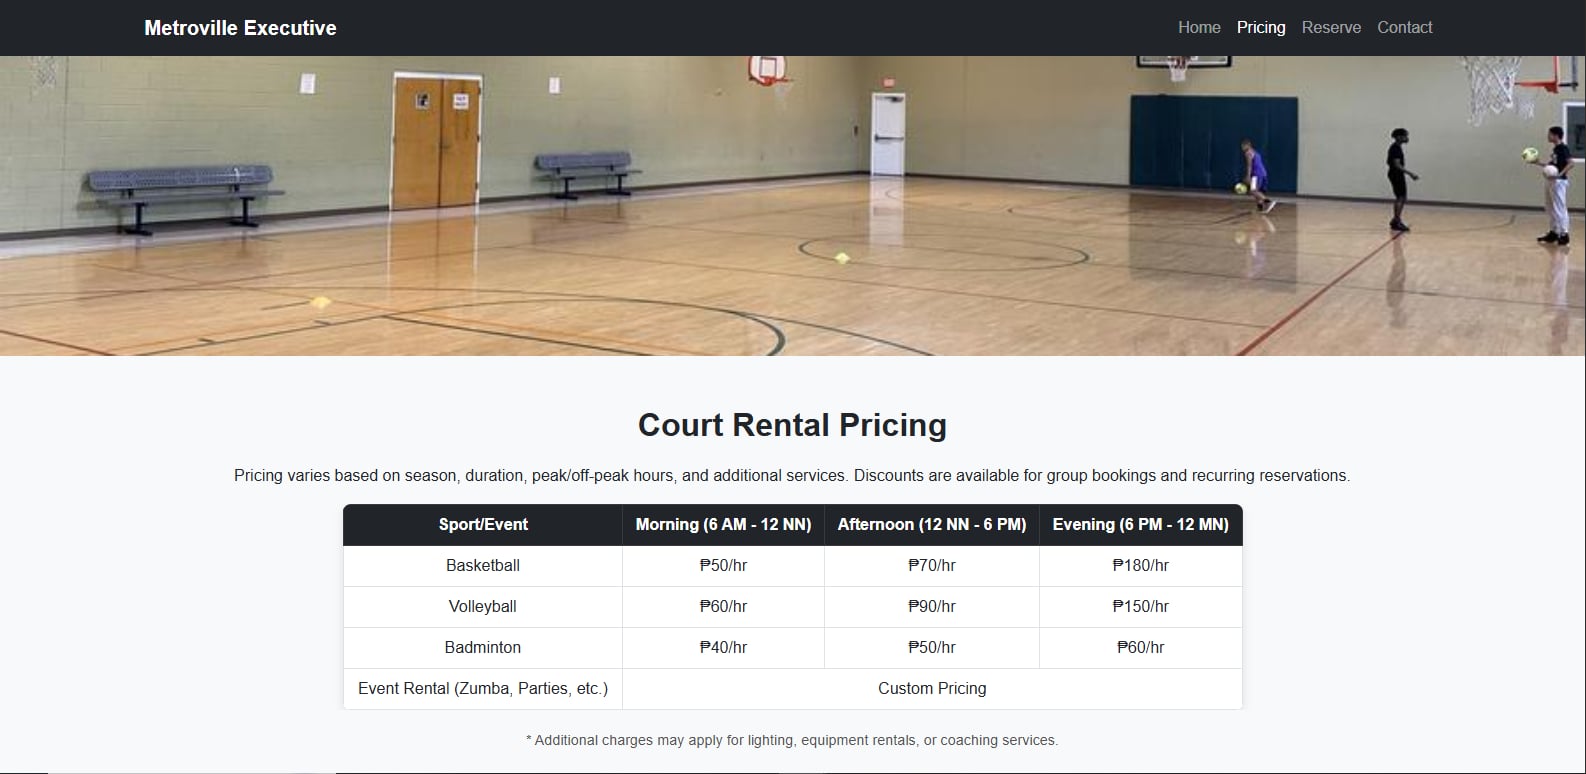 Metroville Executive
Home Pricing Reserve Contact
Court Rental Pricing
Pricing varies based on season, duration, peak/off-peak hours, and additional services. Discounts are available for group bookings and recurring reservations.
Sport/Event Morning (6 AM - 12 NN) Afternoon (12 NN - 6 PM) Evening (6 PM - 12 MN)
Basketball ₱50/hr ₱70/hr ₱180/hr
Volleyball ₱60/hr ₱90/hr ₱150/hr
Badminton ₱40/hr ₱50/hr ₱60/hr
Event Rental (Zumba, Parties, etc.) Custom Pricing
* Additional charges may apply for lighting, equipment rentals, or coaching services.